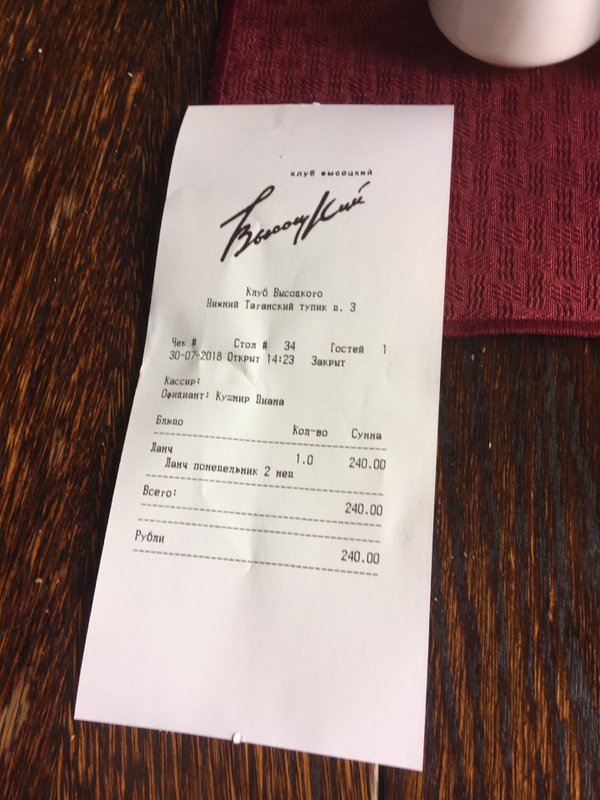 клуб высоцкий
Высоцкий
Клуб Высоцкого
Нижний Таганский тупик д. 3
Чек # Стол # 34 Гостей 1
30-07-2018 Открыт 14:23 Закрыт
Кассир:
Официант: Кушнир Диана
Блюдо Кол-во Сумма
Ланч 1.0 240.00
Ланч понедельник 2 нед
Всего: 240.00
Рубли 240.00